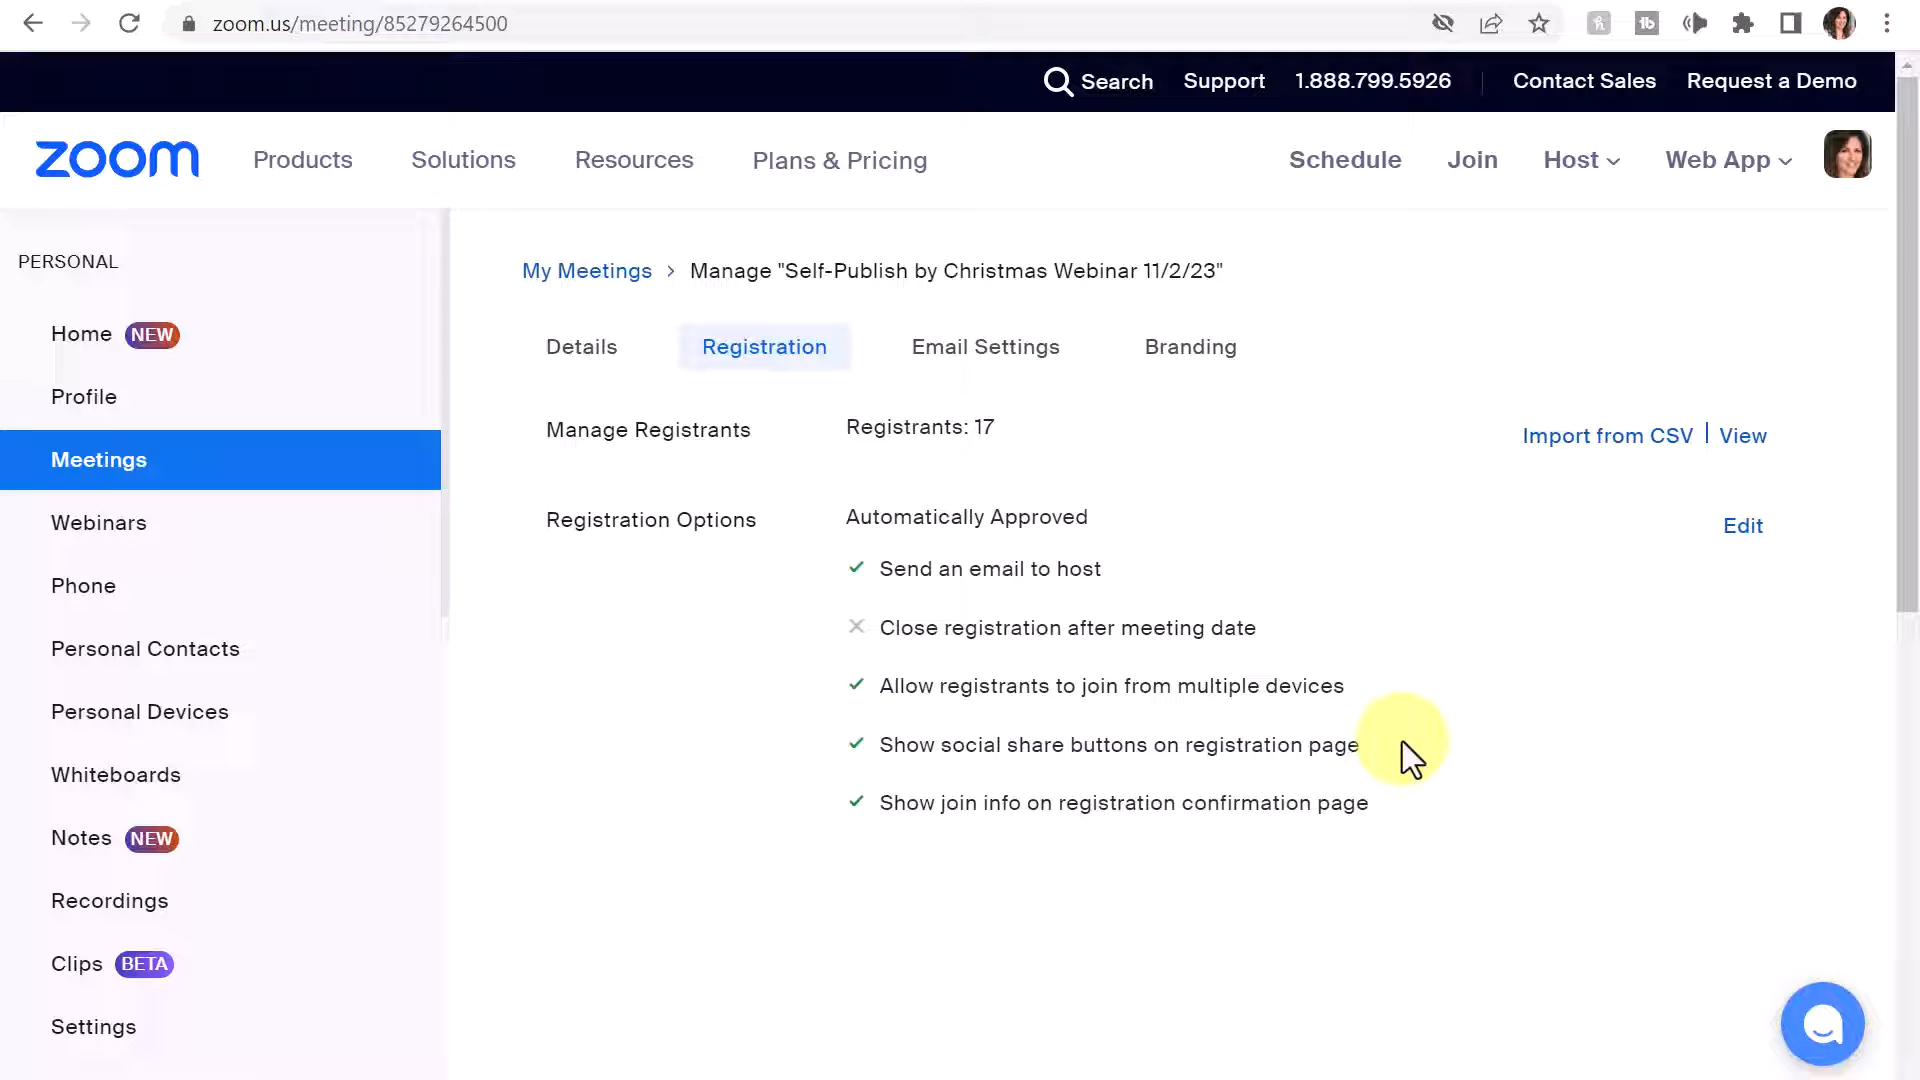 zoom.us/meeting/85279264500
Search Support 1.888.799.5926 Contact Sales Request a Demo
zoom Products Solutions Resources Plans & Pricing Schedule Join Host Web App
PERSONAL
Home NEW
Profile
Meetings
Webinars
Phone
Personal Contacts
Personal Devices
Whiteboards
Notes NEW
Recordings
Clips BETA
Settings
My Meetings > Manage "Self-Publish by Christmas Webinar 11/2/23"
Details Registration Email Settings Branding
Manage Registrants Registrants: 17 Import from CSV | View
Registration Options Automatically Approved Edit
Send an email to host
Close registration after meeting date
Allow registrants to join from multiple devices
Show social share buttons on registration page
Show join info on registration confirmation page